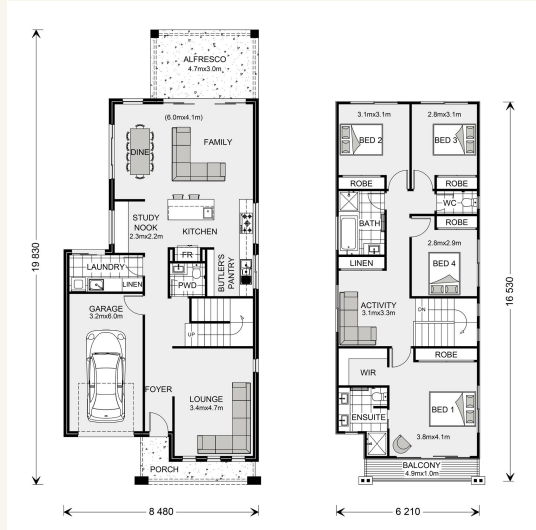 ALFRESCO
4.7mx3.0m
(6.0mx4.1m)
FAMILY
DINE
STUDY
NOOK
2.3mx2.2m
KITCHEN
FR
LAUNDRY
LINEN
PWD
BUTLER'S
PANTRY
GARAGE
3.2mx6.0m
UP
FOYER
LOUNGE
3.4mx4.7m
PORCH
19 830
8 480
3.1mx3.1m
BED 2
2.8mx3.1m
BED 3
ROBE
ROBE
WC
BATH
ROBE
2.8mx2.9m
BED 4
LINEN
ACTIVITY
3.1mx3.3m
DN
ROBE
WIR
ENSUITE
BED 1
3.8mx4.1m
BALCONY
4.9mx1.0m
16 530
6 210